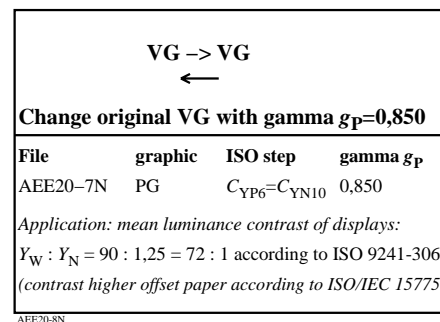 VG –> VG
←
Change original VG with gamma gP=0,850
File graphic ISO step gamma gP
AEE20–7N PG CYP6=CYN10 0,850
Application: mean luminance contrast of displays:
YW : YN = 90 : 1,25 = 72 : 1 according to ISO 9241-306
(contrast higher offset paper according to ISO/IEC 15775
AEE20-8N